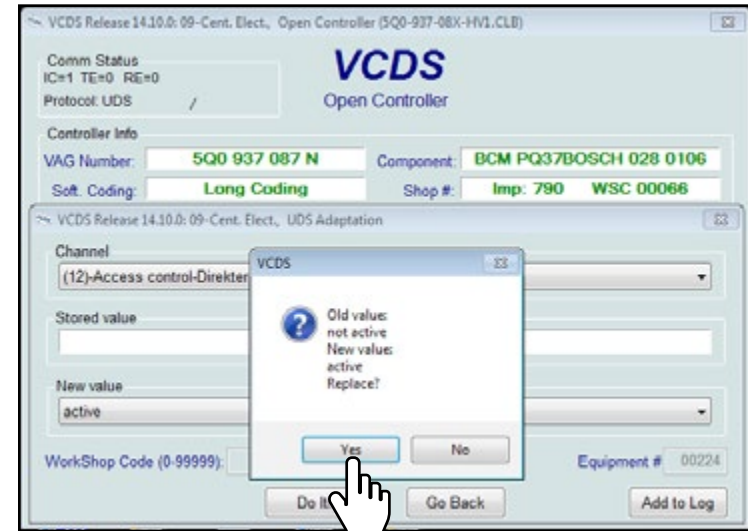 VCDS Release 14.10.0: 09-Cent. Elect., Open Controller (5Q0-937-08X-HV1.CLB)
Comm Status
IC=1 TE=0 RE=0
Protocol: UDS /
VCDS
Open Controller
Controller Info
VAG Number: 5Q0 937 087 N Component: BCM PQ37BOSCH 028 0106
Soft. Coding: Long Coding Shop #: Imp: 790 WSC 00066
VCDS Release 14.10.0: 09-Cent. Elect., UDS Adaptation
Channel
(12)-Access control-Direkter
Stored value
New value
active
VCDS
Old value:
not active
New value:
active
Replace?
Yes No
WorkShop Code (0-99999): Equipment # 00224
Do It Go Back Add to Log